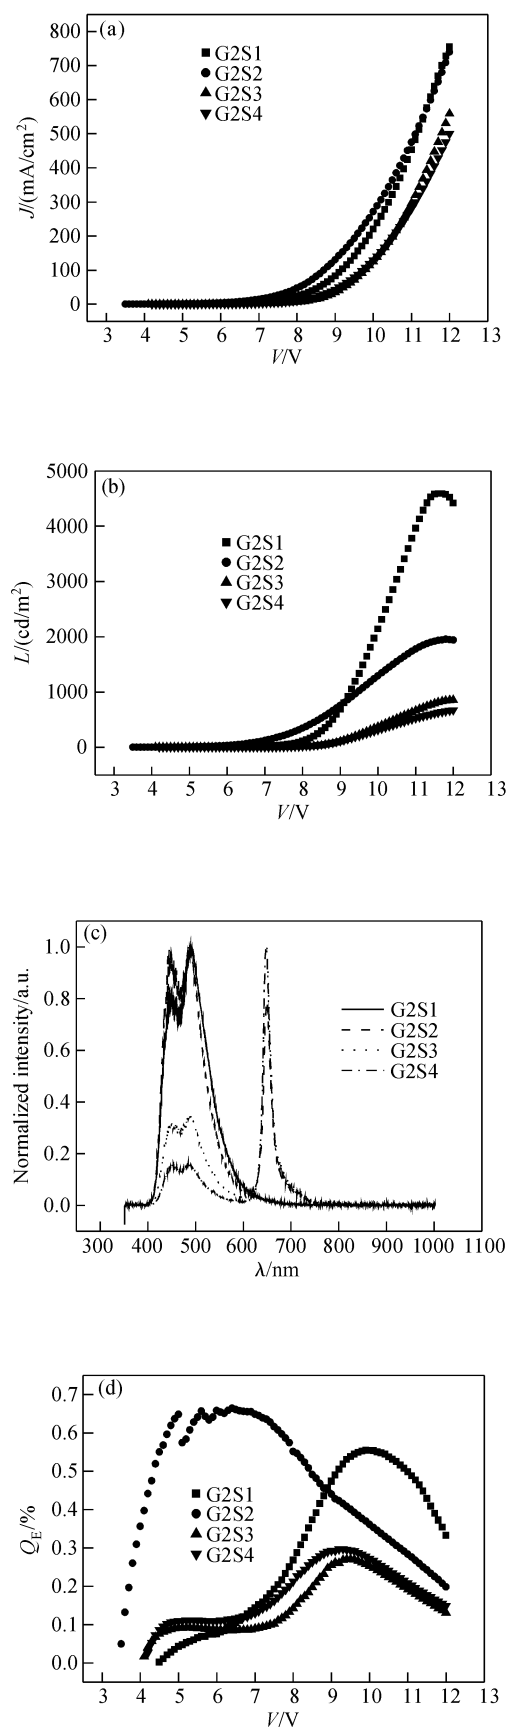 (a)
800
700
600
500
400
300
200
100
0
J/(mA/cm²)
G2S1
G2S2
G2S3
G2S4
3 4 5 6 7 8 9 10 11 12 13
V/V
(b)
5000
4000
3000
2000
1000
0
L/(cd/m²)
G2S1
G2S2
G2S3
G2S4
3 4 5 6 7 8 9 10 11 12 13
V/V
(c)
1.0
0.8
0.6
0.4
0.2
0.0
Normalized intensity/a.u.
G2S1
G2S2
G2S3
G2S4
300 400 500 600 700 800 900 1000 1100
λ/nm
(d)
0.7
0.6
0.5
0.4
0.3
0.2
0.1
0.0
Q_E/%
G2S1
G2S2
G2S3
G2S4
3 4 5 6 7 8 9 10 11 12 13
V/V